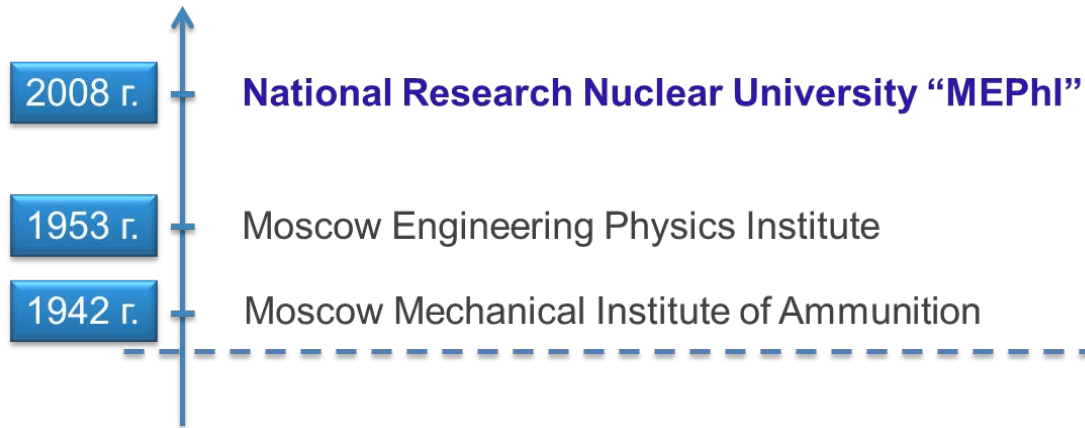 2008 г. National Research Nuclear University “MEPhI”
1953 г. Moscow Engineering Physics Institute
1942 г. Moscow Mechanical Institute of Ammunition